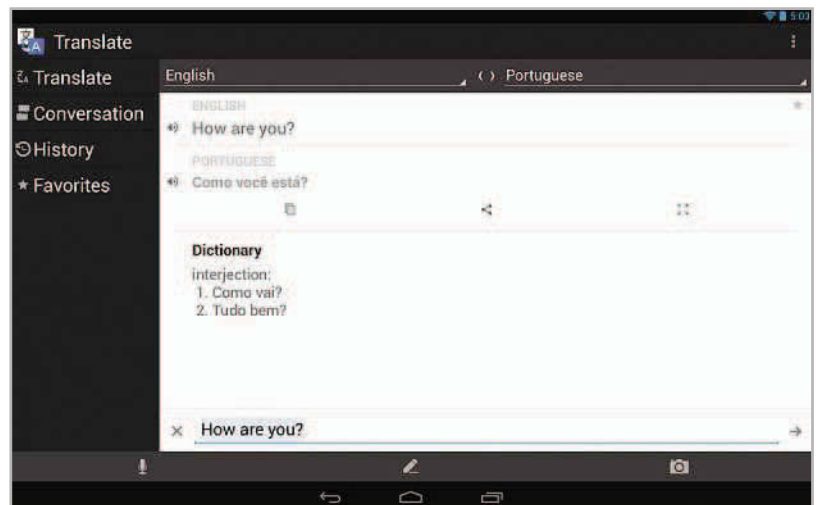 5:03
Translate
Translate
Conversation
History
Favorites
English
Portuguese
ENGLISH
How are you?
PORTUGUESE
Como você está?
Dictionary
interjection:
1. Como vai?
2. Tudo bem?
How are you?